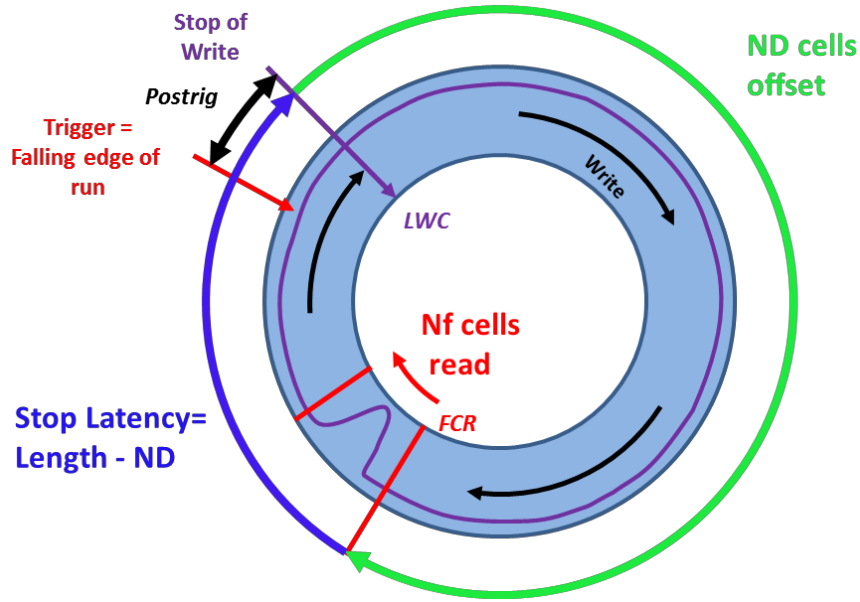 Stop of
Write
ND cells
offset
Postrig
Trigger =
Falling edge of
run
Write
LWC
Nf cells
read
FCR
Stop Latency=
Length - ND